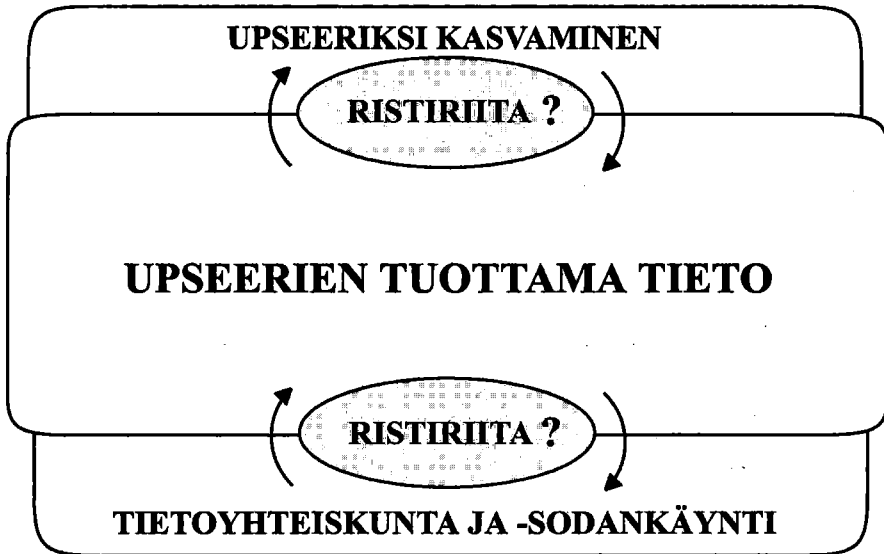 UPSEERIKSI KASVAMINEN
RISTIRIITA ?
UPSEERIEN TUOTTAMA TIETO
RISTIRIITA ?
TIETOYHTEISKUNTA JA -SODANKÄYNTI